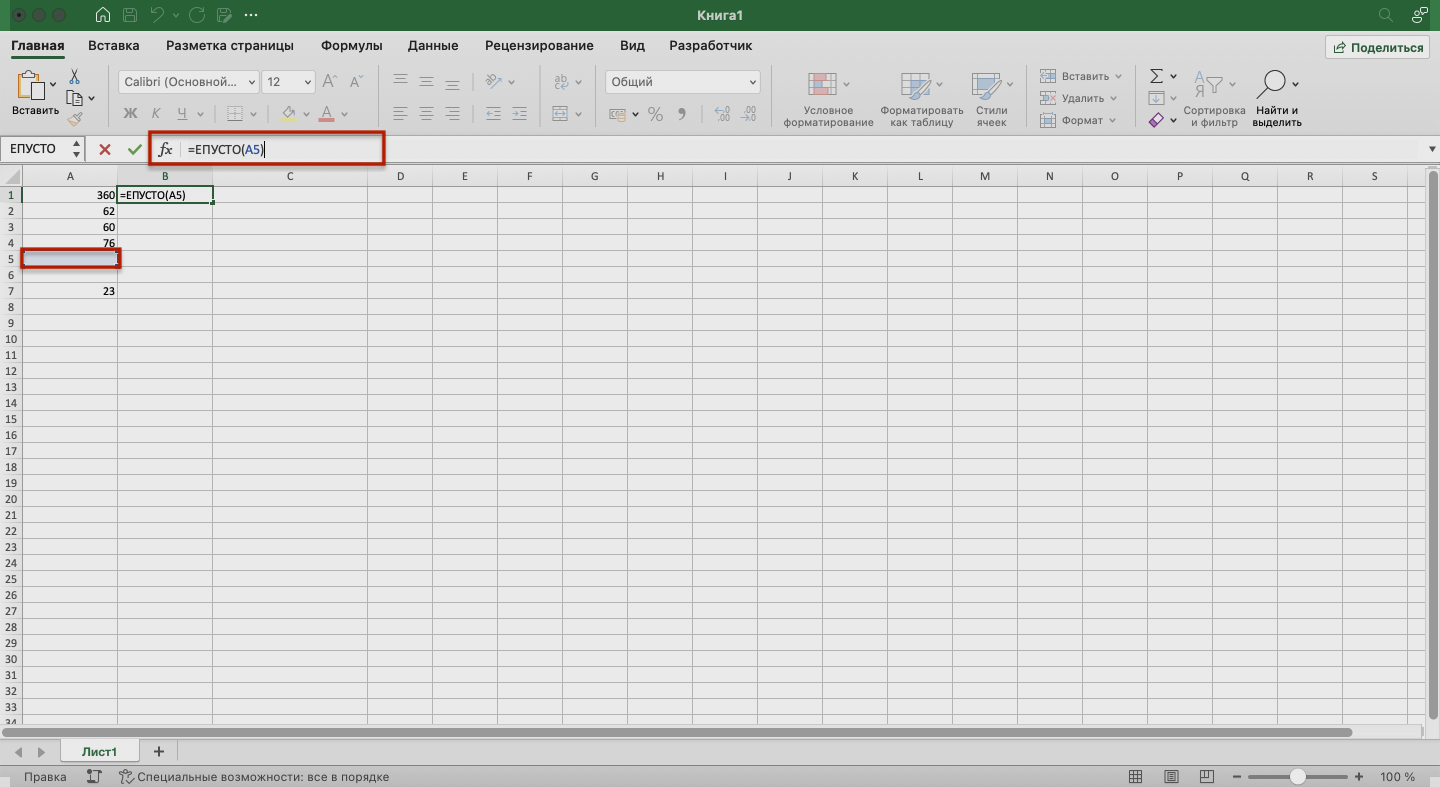 Книга1
Главная Вставка Разметка страницы Формулы Данные Рецензирование Вид Разработчик
Поделиться
Вставить
Calibri (Основной... 12
Ж К Ч
ab
Общий
Условное форматирование
Форматировать как таблицу
Стили ячеек
Вставить
Удалить
Формат
Сортировка и фильтр
Найти и выделить
ЕПУСТО
fx =ЕПУСТО(A5)
A B C D E F G H I J K L M N O P Q R S
1 360 =ЕПУСТО(A5)
2 62
3 60
4 76
5
6
7 23
8
9
10
11
12
13
14
15
16
17
18
19
20
21
22
23
24
25
26
27
28
29
30
31
32
33
34
Лист1
Правка Специальные возможности: все в порядке 100 %